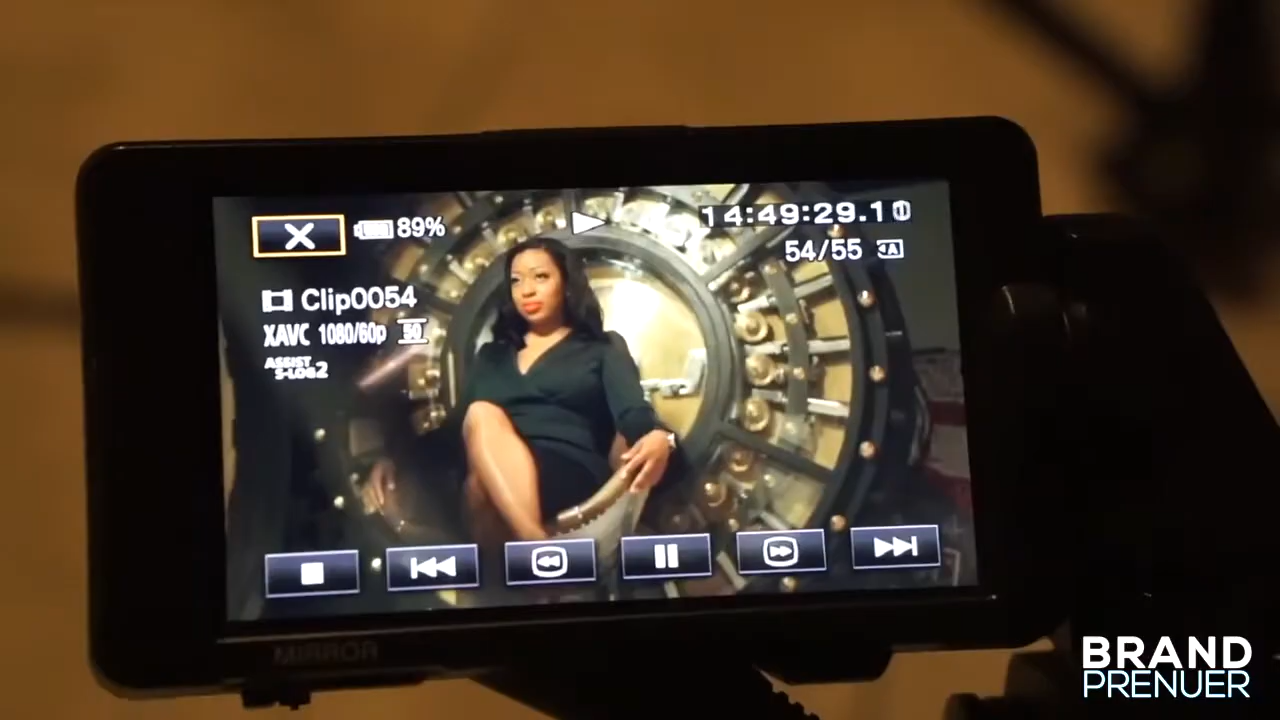 89%
14:49:29.10
54/55
A
Clip0054
XAVC 1080/60p 50
ASSIST
S-LOG2
MIRROR
BRAND
PRENUER